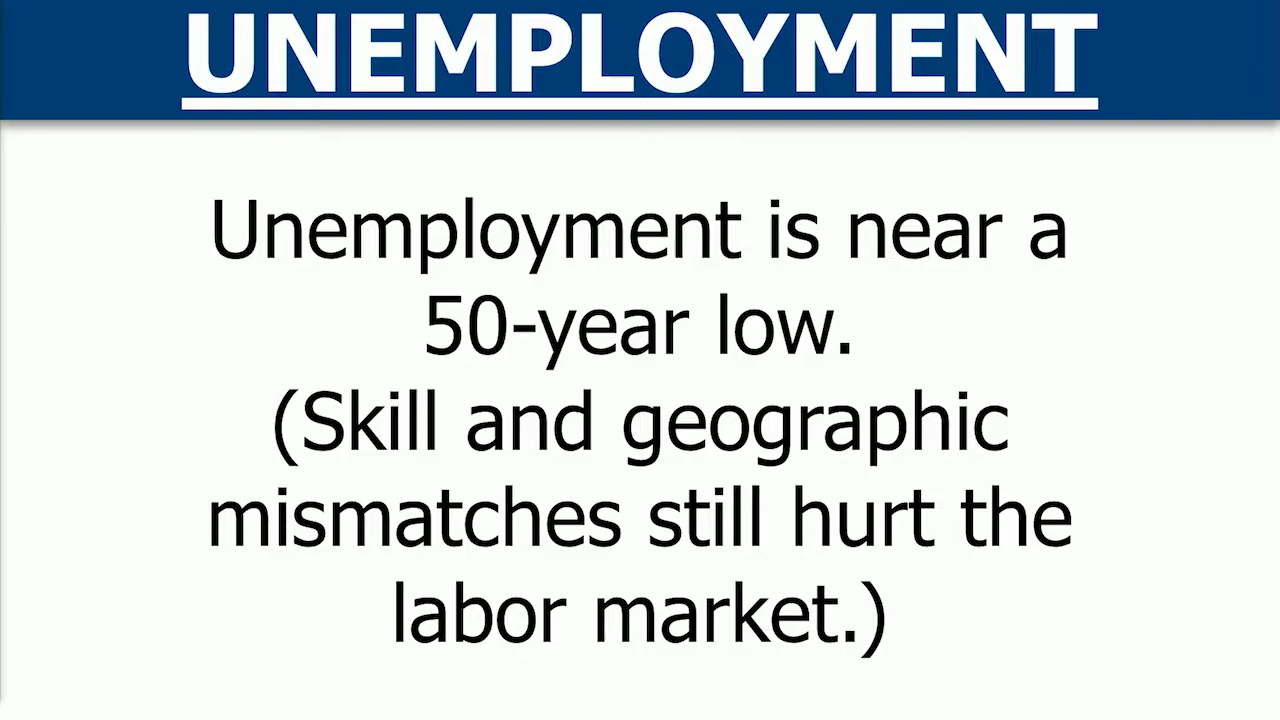 UNEMPLOYMENT
Unemployment is near a
50-year low.
(Skill and geographic
mismatches still hurt the
labor market.)